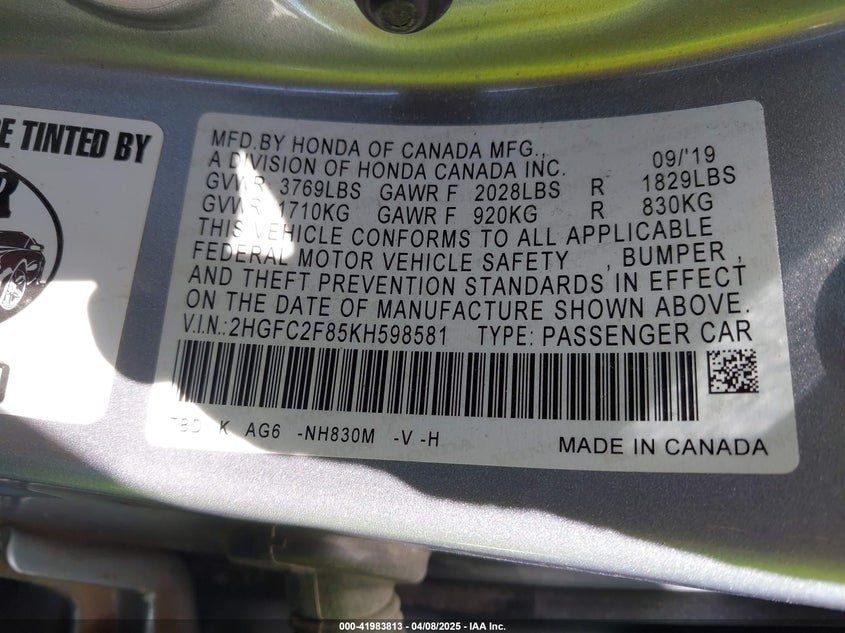 E TINTED BY
R
MFD.BY HONDA OF CANADA MFG.,
A DIVISION OF HONDA CANADA INC. 09/'19
GVWR 3769LBS GAWR F 2028LBS R 1829LBS
GVWR 1710KG GAWR F 920KG R 830KG
THIS VEHICLE CONFORMS TO ALL APPLICABLE
FEDERAL MOTOR VEHICLE SAFETY , BUMPER ,
AND THEFT PREVENTION STANDARDS IN EFFECT
ON THE DATE OF MANUFACTURE SHOWN ABOVE.
V.I.N.: 2HGFC2F85KH598581 TYPE: PASSENGER CAR
TBD K AG6 -NH830M -V -H MADE IN CANADA
000-41983813 - 04/08/2025 - IAA Inc.